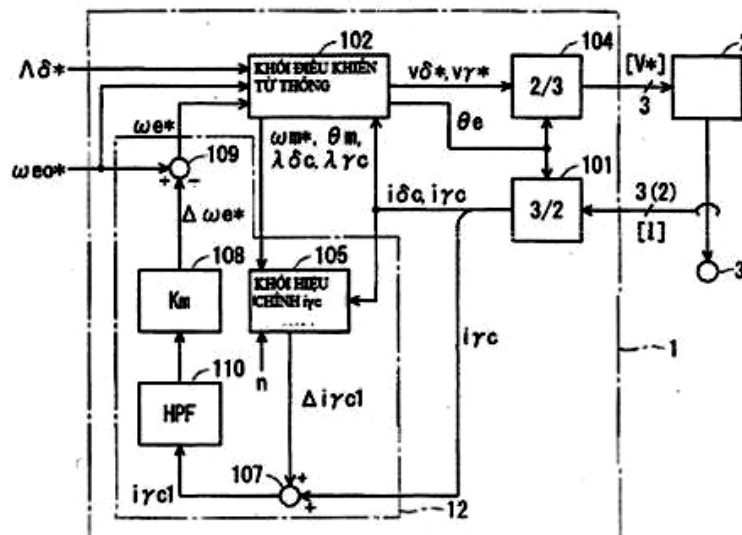 102
104
Λδ*
KHỐI ĐIỀU KHIỂN
TỪ THÔNG
vδ*, vγ*
2/3
[V*]
3
ωe*
θe
ωm*, θm,
λδc, λγc
109
101
ωeo*
+
−
iδc, iγc
3/2
3(2)
[I]
Δωe*
108
105
3
Km
KHỐI HIỆU
CHỈNH iγc
......
iγc
1
110
n
HPF
Δiγc1
107
+
+
iγc1
12